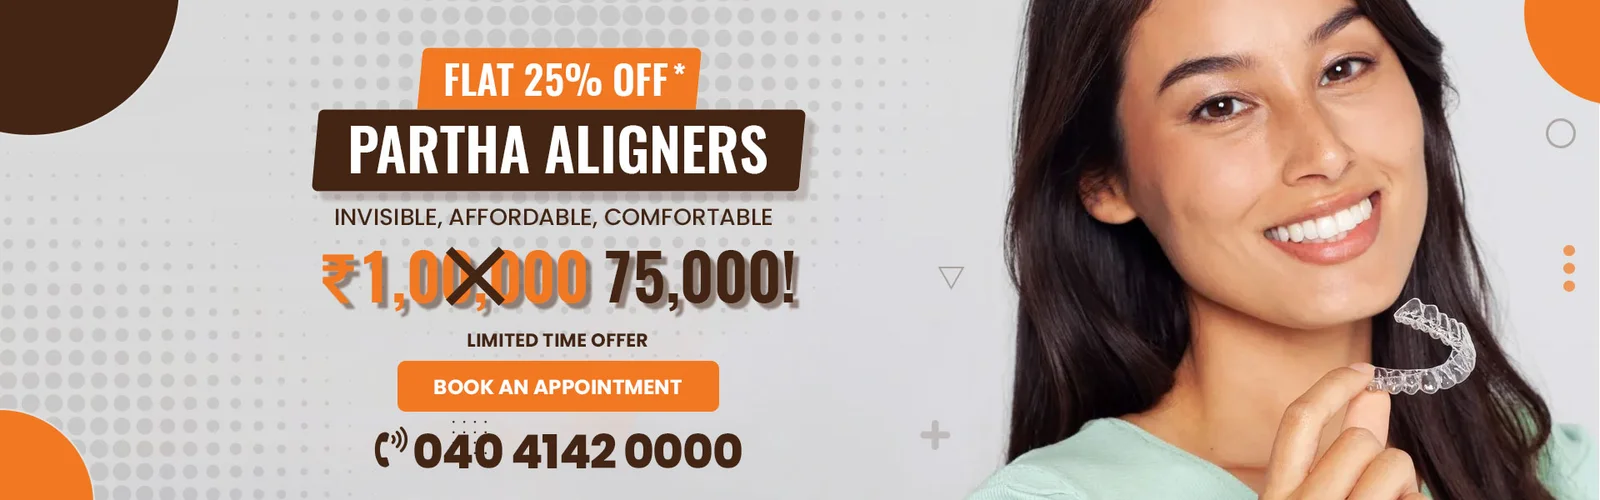 FLAT 25% OFF*
PARTHA ALIGNERS
INVISIBLE, AFFORDABLE, COMFORTABLE
₹1,00,000 75,000!
LIMITED TIME OFFER
BOOK AN APPOINTMENT
040 4142 0000